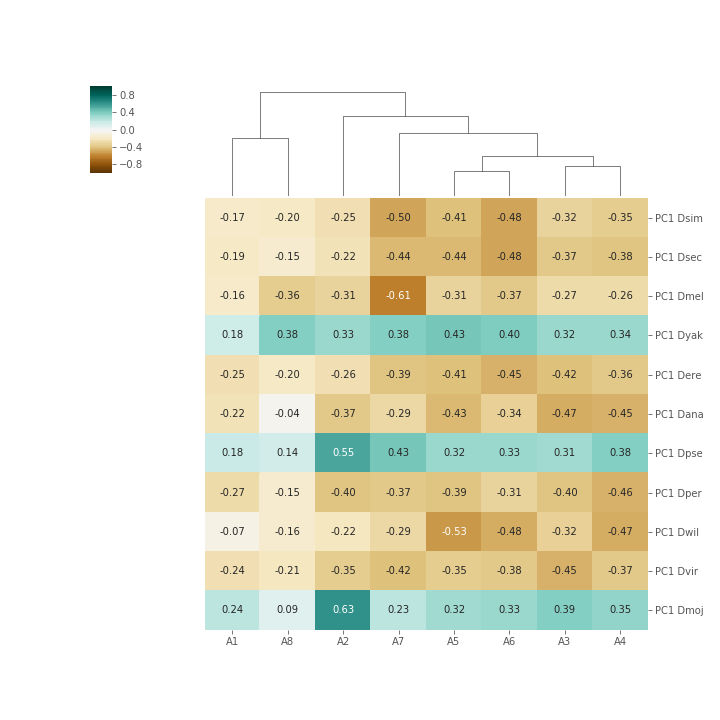 0.8
0.4
0.0
−0.4
−0.8
-0.17 -0.20 -0.25 -0.50 -0.41 -0.48 -0.32 -0.35 PC1 Dsim
-0.19 -0.15 -0.22 -0.44 -0.44 -0.48 -0.37 -0.38 PC1 Dsec
-0.16 -0.36 -0.31 -0.61 -0.31 -0.37 -0.27 -0.26 PC1 Dmel
0.18 0.38 0.33 0.38 0.43 0.40 0.32 0.34 PC1 Dyak
-0.25 -0.20 -0.26 -0.39 -0.41 -0.45 -0.42 -0.36 PC1 Dere
-0.22 -0.04 -0.37 -0.29 -0.43 -0.34 -0.47 -0.45 PC1 Dana
0.18 0.14 0.55 0.43 0.32 0.33 0.31 0.38 PC1 Dpse
-0.27 -0.15 -0.40 -0.37 -0.39 -0.31 -0.40 -0.46 PC1 Dper
-0.07 -0.16 -0.22 -0.29 -0.53 -0.48 -0.32 -0.47 PC1 Dwil
-0.24 -0.21 -0.35 -0.42 -0.35 -0.38 -0.45 -0.37 PC1 Dvir
0.24 0.09 0.63 0.23 0.32 0.33 0.39 0.35 PC1 Dmoj
A1 A8 A2 A7 A5 A6 A3 A4